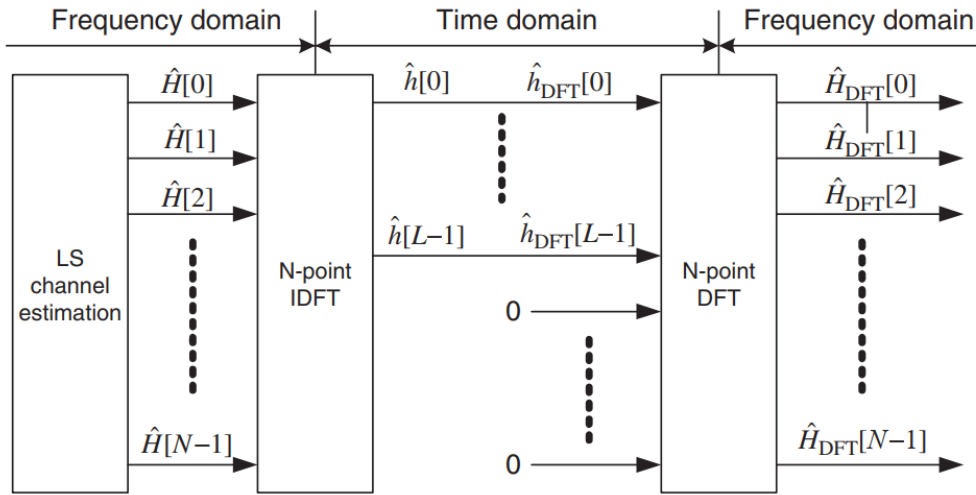 Frequency domain
Time domain
Frequency domain
Ĥ[0]
ĥ[0]
ĥ_DFT[0]
Ĥ_DFT[0]
Ĥ[1]
Ĥ_DFT[1]
Ĥ[2]
Ĥ_DFT[2]
ĥ[L−1]
ĥ_DFT[L−1]
LS
channel
estimation
N-point
IDFT
N-point
DFT
0
Ĥ[N−1]
0
Ĥ_DFT[N−1]